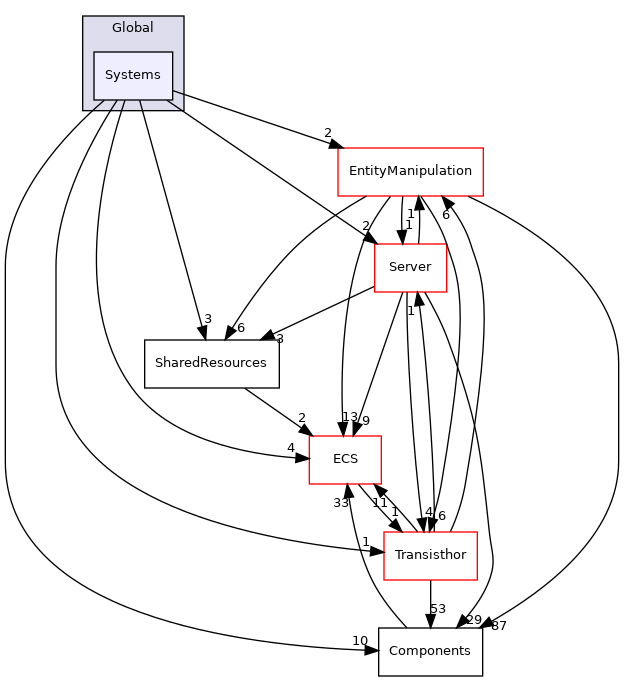 Global
Systems
2
EntityManipulation
1
6
2
1
Server
1
3
6
3
SharedResources
2
13
9
4
ECS
33
11
1
4
6
1
Transisthor
53
29
87
10
Components